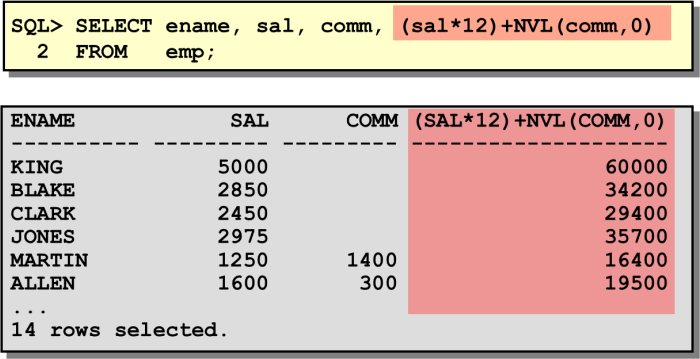 SQL> SELECT ename, sal, comm, (sal*12)+NVL(comm,0)
2 FROM emp;
ENAME SAL COMM (SAL*12)+NVL(COMM,0)
---------- --------- --------- --------------------
KING 5000 60000
BLAKE 2850 34200
CLARK 2450 29400
JONES 2975 35700
MARTIN 1250 1400 16400
ALLEN 1600 300 19500
...
14 rows selected.